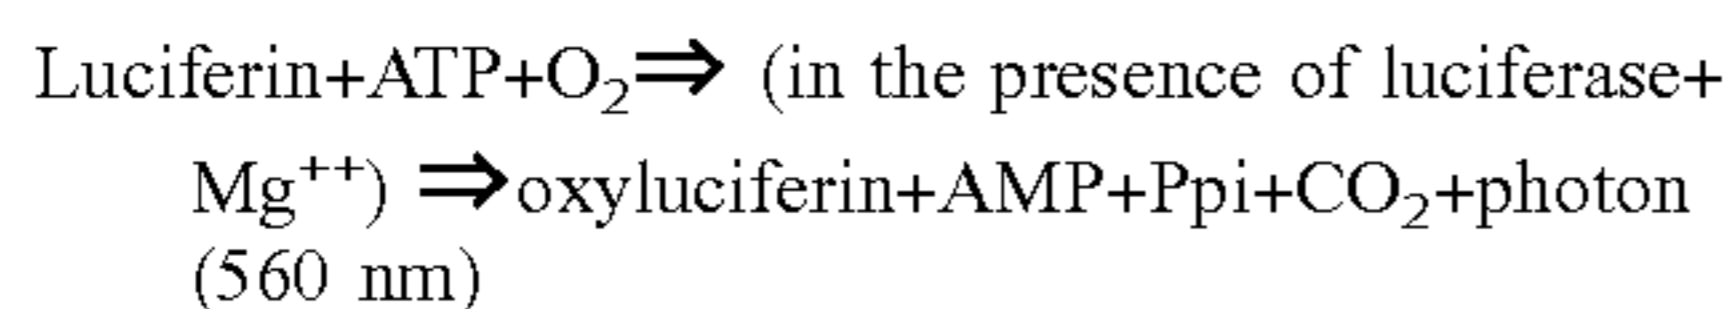 Luciferin+ATP+O₂⇒ (in the presence of luciferase+
Mg⁺⁺) ⇒oxyluciferin+AMP+Ppi+CO₂+photon
(560 nm)